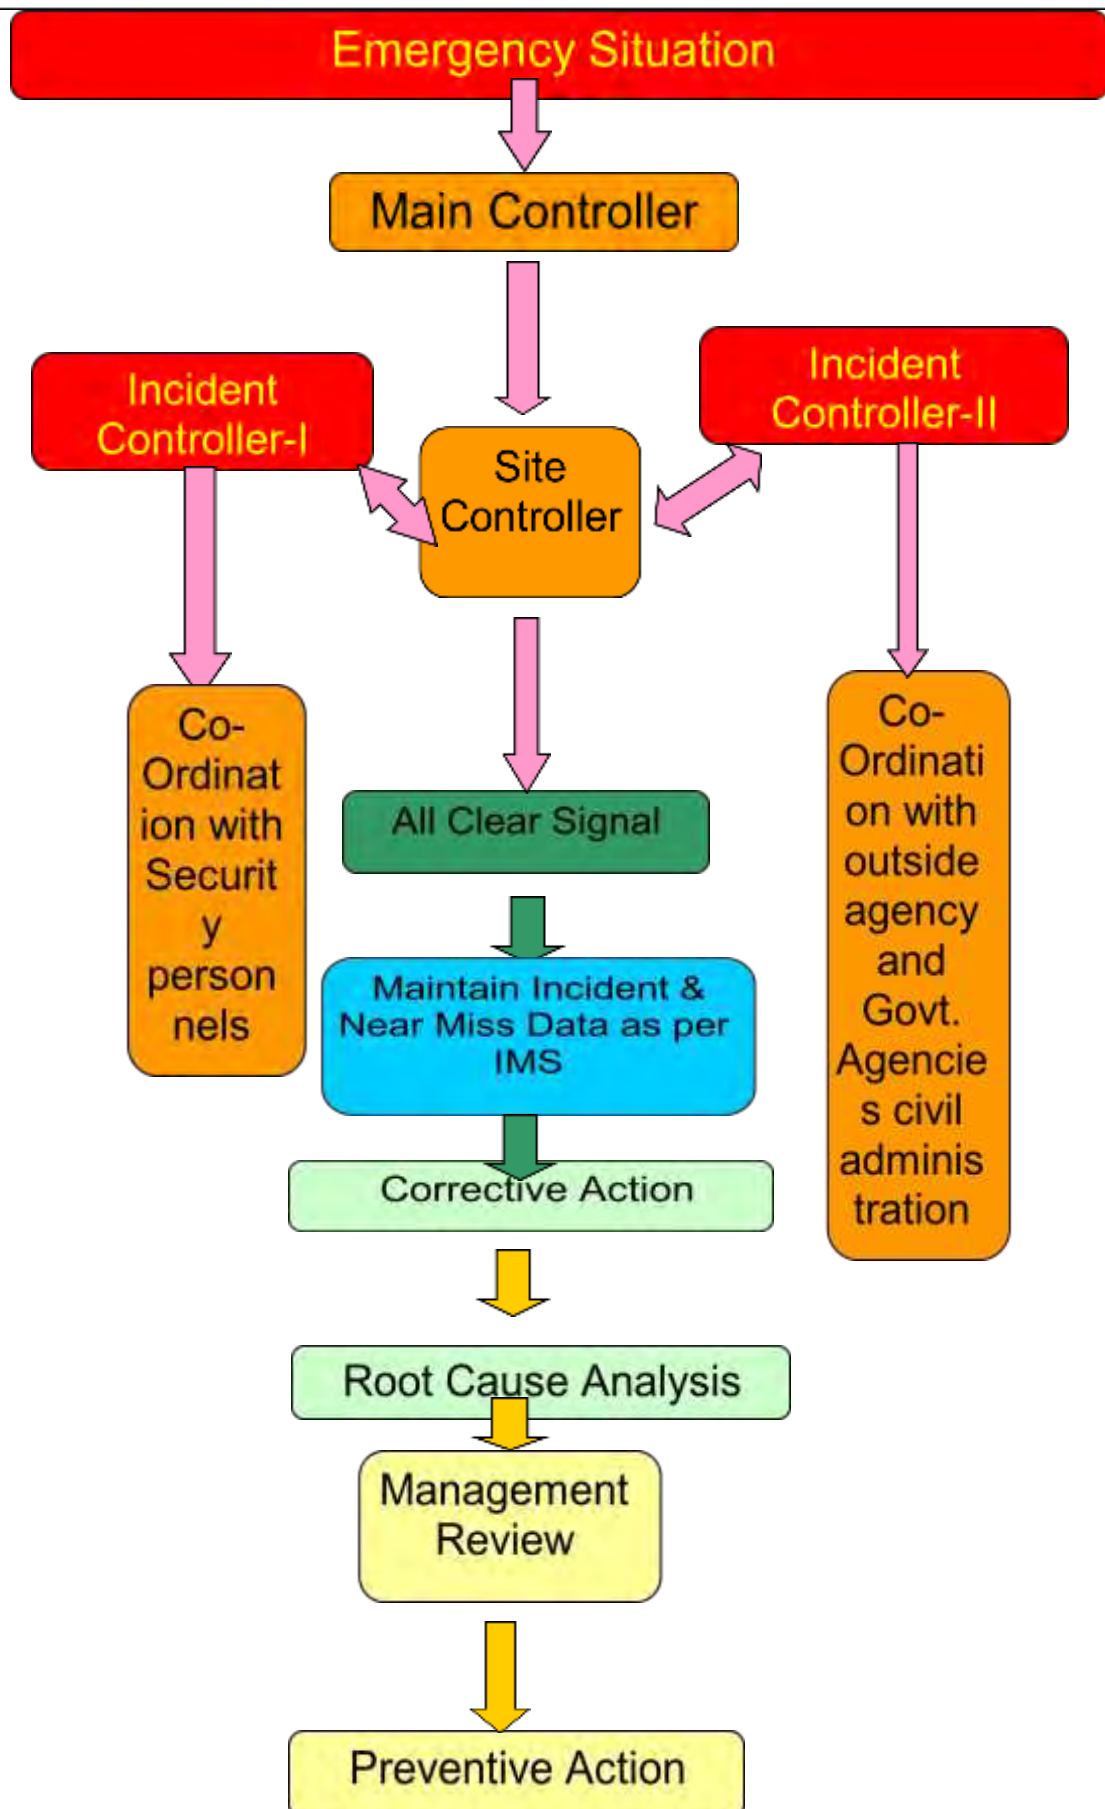 Emergency Situation
Main Controller
Incident
Controller-I
Incident
Controller-II
Site
Controller
Co-
Ordinat
ion with
Securit
y
person
nels
All Clear Signal
Co-
Ordinati
on with
outside
agency
and
Govt.
Agencie
s civil
adminis
tration
Maintain Incident &
Near Miss Data as per
IMS
Corrective Action
Root Cause Analysis
Management
Review
Preventive Action